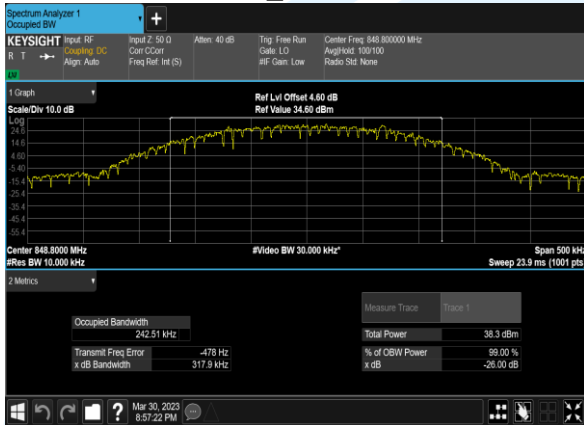 Spectrum Analyzer 1
Occupied BW
+
KEYSIGHT
R T
Input: RF
Coupling: DC
Align: Auto
Input Z: 50 Ω
Corr CCorr
Freq Ref: Int (S)
Atten: 40 dB
Trig: Free Run
Gate: LO
#IF Gain: Low
Center Freq: 848.800000 MHz
Avg|Hold: 100/100
Radio Std: None
1 Graph
Scale/Div 10.0 dB
Ref Lvl Offset 4.60 dB
Ref Value 34.60 dBm
Log
24.6
14.6
4.60
-5.40
-15.4
-25.4
-35.4
-45.4
-55.4
Center 848.8000 MHz
#Video BW 30.000 kHz*
Span 500 kHz
#Res BW 10.000 kHz
Sweep 23.9 ms (1001 pts
2 Metrics
Measure Trace
Trace 1
Occupied Bandwidth
242.51 kHz
Total Power
38.3 dBm
Transmit Freq Error
-478 Hz
% of OBW Power
99.00 %
x dB Bandwidth
317.9 kHz
x dB
-26.00 dB
?
Mar 30, 2023
8:57:22 PM